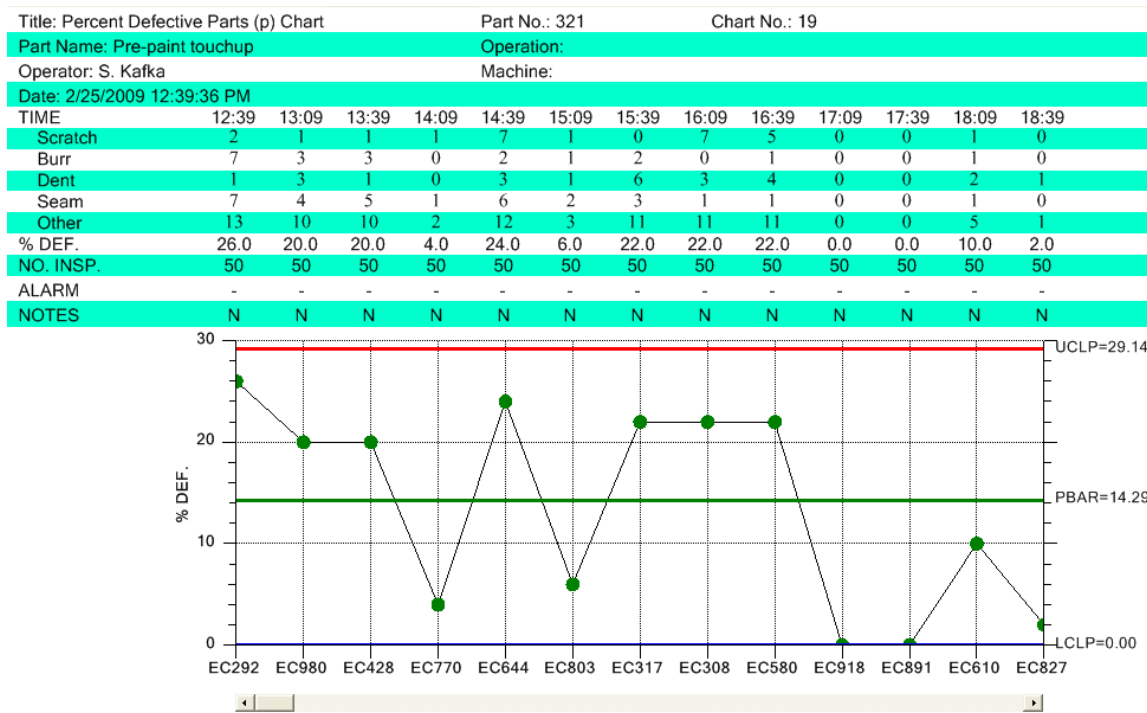 Title: Percent Defective Parts (p) Chart Part No.: 321 Chart No.: 19
Part Name: Pre-paint touchup Operation:
Operator: S. Kafka Machine:
Date: 2/25/2009 12:39:36 PM
TIME 12:39 13:09 13:39 14:09 14:39 15:09 15:39 16:09 16:39 17:09 17:39 18:09 18:39
Scratch 2 1 1 1 7 1 0 7 5 0 0 1 0
Burr 7 3 3 0 2 1 2 0 1 0 0 1 0
Dent 1 3 1 0 3 1 6 3 4 0 0 2 1
Seam 7 4 5 1 6 2 3 1 1 0 0 1 0
Other 13 10 10 2 12 3 11 11 11 0 0 5 1
% DEF. 26.0 20.0 20.0 4.0 24.0 6.0 22.0 22.0 22.0 0.0 0.0 10.0 2.0
NO. INSP. 50 50 50 50 50 50 50 50 50 50 50 50 50
ALARM - - - - - - - - - - - - -
NOTES N N N N N N N N N N N N N
30
UCLP=29.14
20
% DEF.
PBAR=14.29
10
0
LCLP=0.00
EC292 EC980 EC428 EC770 EC644 EC803 EC317 EC308 EC580 EC918 EC891 EC610 EC827